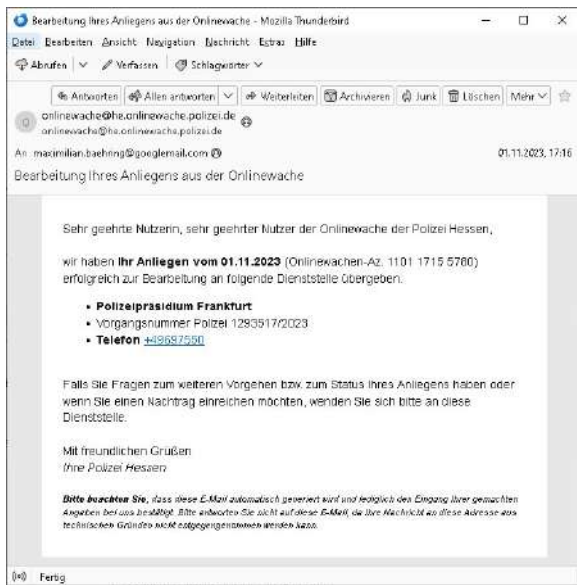 Bearbeitung Ihres Anliegens aus der Onlinewache - Mozilla Thunderbird
Datei Bearbeiten Ansicht Navigation Nachricht Extras Hilfe
Abrufen Verfassen Schlagwörter
Antworten Allen antworten Weiterleiten Archivieren Junk Löschen Mehr
o
onlinewache@he.onlinewache.polizei.de
onlinewache@he.onlinewache.polizei.de
An maximilian.baehring@googlemail.com 01.11.2023, 17:16
Bearbeitung Ihres Anliegens aus der Onlinewache
Sehr geehrte Nutzerin, sehr geehrter Nutzer der Onlinewache der Polizei Hessen,
wir haben Ihr Anliegen vom 01.11.2023 (Onlinewachen-Az. 1101 1715 5760)
erfolgreich zur Bearbeitung an folgende Dienststelle übergeben:
• Polizeipräsidium Frankfurt
• Vorgangsnummer Polizei 1293517/2023
• Telefon +49697550
Falls Sie Fragen zum weiteren Vorgehen bzw. zum Status Ihres Anliegens haben oder
wenn Sie einen Nachtrag einreichen möchten, wenden Sie sich bitte an diese
Dienststelle.
Mit freundlichen Grüßen
Ihre Polizei Hessen
Bitte beachten Sie, dass diese E-Mail automatisch generiert wird und lediglich den Eingang Ihrer gemachten
Angaben bei uns bestätigt. Bitte antworten Sie nicht auf diese E-Mail, da Ihre Nachricht an diese Adresse aus
technischen Gründen nicht entgegengenommen werden kann.
Fertig